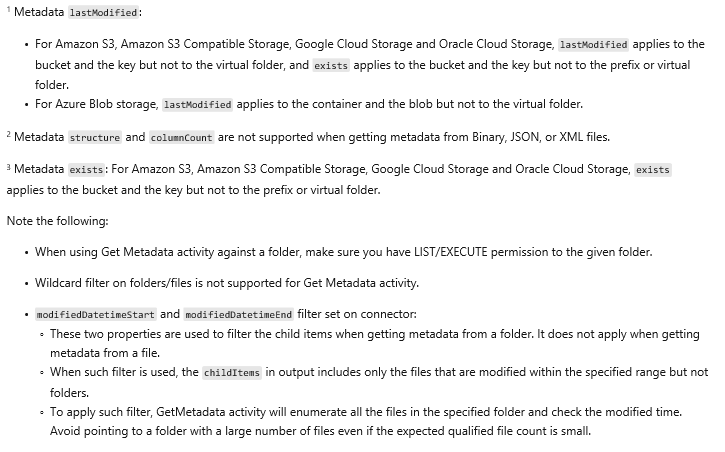 1 Metadata lastModified:
• For Amazon S3, Amazon S3 Compatible Storage, Google Cloud Storage and Oracle Cloud Storage, lastModified applies to the
bucket and the key but not to the virtual folder, and exists applies to the bucket and the key but not to the prefix or virtual
folder.
• For Azure Blob storage, lastModified applies to the container and the blob but not to the virtual folder.
2 Metadata structure and columnCount are not supported when getting metadata from Binary, JSON, or XML files.
3 Metadata exists: For Amazon S3, Amazon S3 Compatible Storage, Google Cloud Storage and Oracle Cloud Storage, exists
applies to the bucket and the key but not to the prefix or virtual folder.
Note the following:
• When using Get Metadata activity against a folder, make sure you have LIST/EXECUTE permission to the given folder.
• Wildcard filter on folders/files is not supported for Get Metadata activity.
• modifiedDatetimeStart and modifiedDatetimeEnd filter set on connector:
◦ These two properties are used to filter the child items when getting metadata from a folder. It does not apply when getting
metadata from a file.
◦ When such filter is used, the childItems in output includes only the files that are modified within the specified range but not
folders.
◦ To apply such filter, GetMetadata activity will enumerate all the files in the specified folder and check the modified time.
Avoid pointing to a folder with a large number of files even if the expected qualified file count is small.